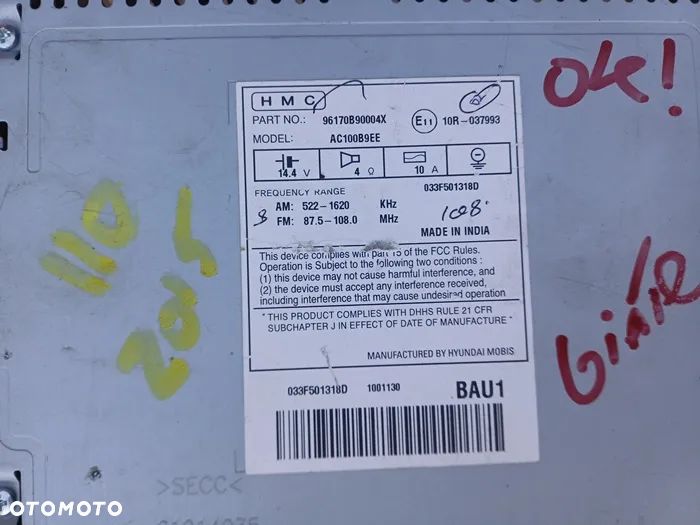 OK!
HMC
PART NO.: 96170B90004X E11 10R-037993
MODEL: AC100B9EE
14.4 V 4 Ω 10 A
FREQUENCY RANGE 033F501318D
AM: 522-1620 KHz
FM: 87.5-108.0 MHz
MADE IN INDIA
This device complies with part 15 of the FCC Rules.
Operation is Subject to the following two conditions :
(1) this device may not cause harmful interference, and
(2) the device must accept any interference received,
including interference that may cause undesired operation
" THIS PRODUCT COMPLIES WITH DHHS RULE 21 CFR
SUBCHAPTER J IN EFFECT OF DATE OF MANUFACTURE "
MANUFACTURED BY HYUNDAI MOBIS
033F501318D 1001130 BAU1
110
2015
>SECC<
OTOMOTO